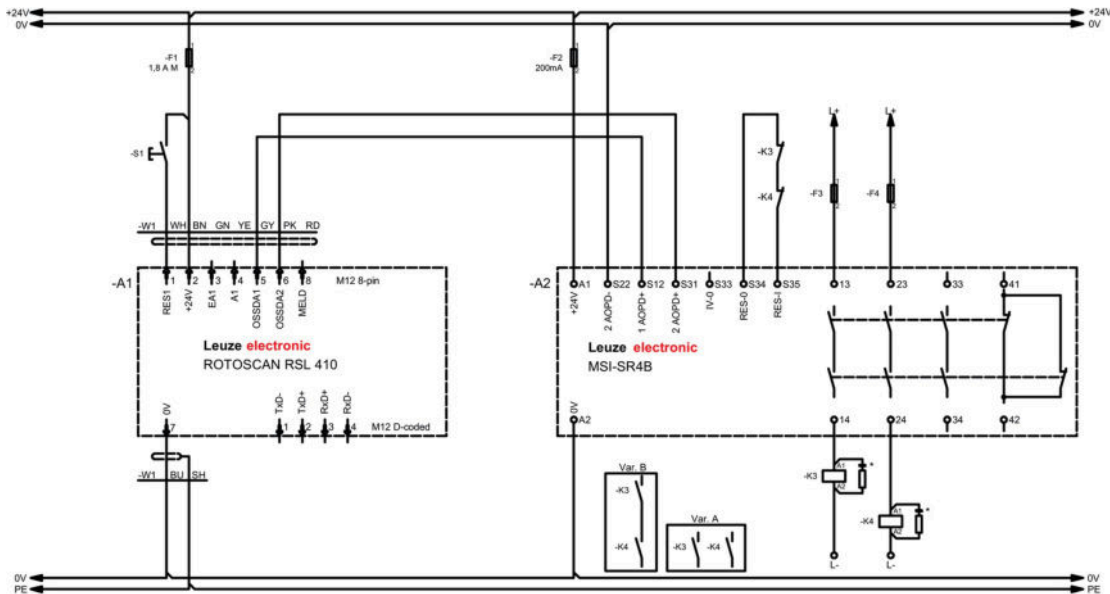 +24V
0V
+24V
0V
-F1
1,8 A M
-F2
200mA
L+
L+
-S1
-K3
-K4
-F3
-F4
-W1 WH BN GN YE GY PK RD
-A1
1 2 3 4 5 6 8 M12 8-pin
RES1
+24V
EA1
A1
OSSDA1
OSSDA2
MELD
Leuze electronic
ROTOSCAN RSL 410
0V
TxD-
TxD+
RxD+
RxD-
7 1 2 3 4 M12 D-coded
-W1 BU SH
-A2
A1 S22 S12 S31 S33 S34 S35 13 23 33 41
+24V
2 AOPD-
1 AOPD+
2 AOPD+
IV-0
RES-0
RES-I
Leuze electronic
MSI-SR4B
0V
A2 14 24 34 42
Var. B
-K3
-K4
Var. A
-K3 -K4
-K3
A1
A2
*
-K4
A1
A2
*
L-
L-
0V
PE
0V
PE